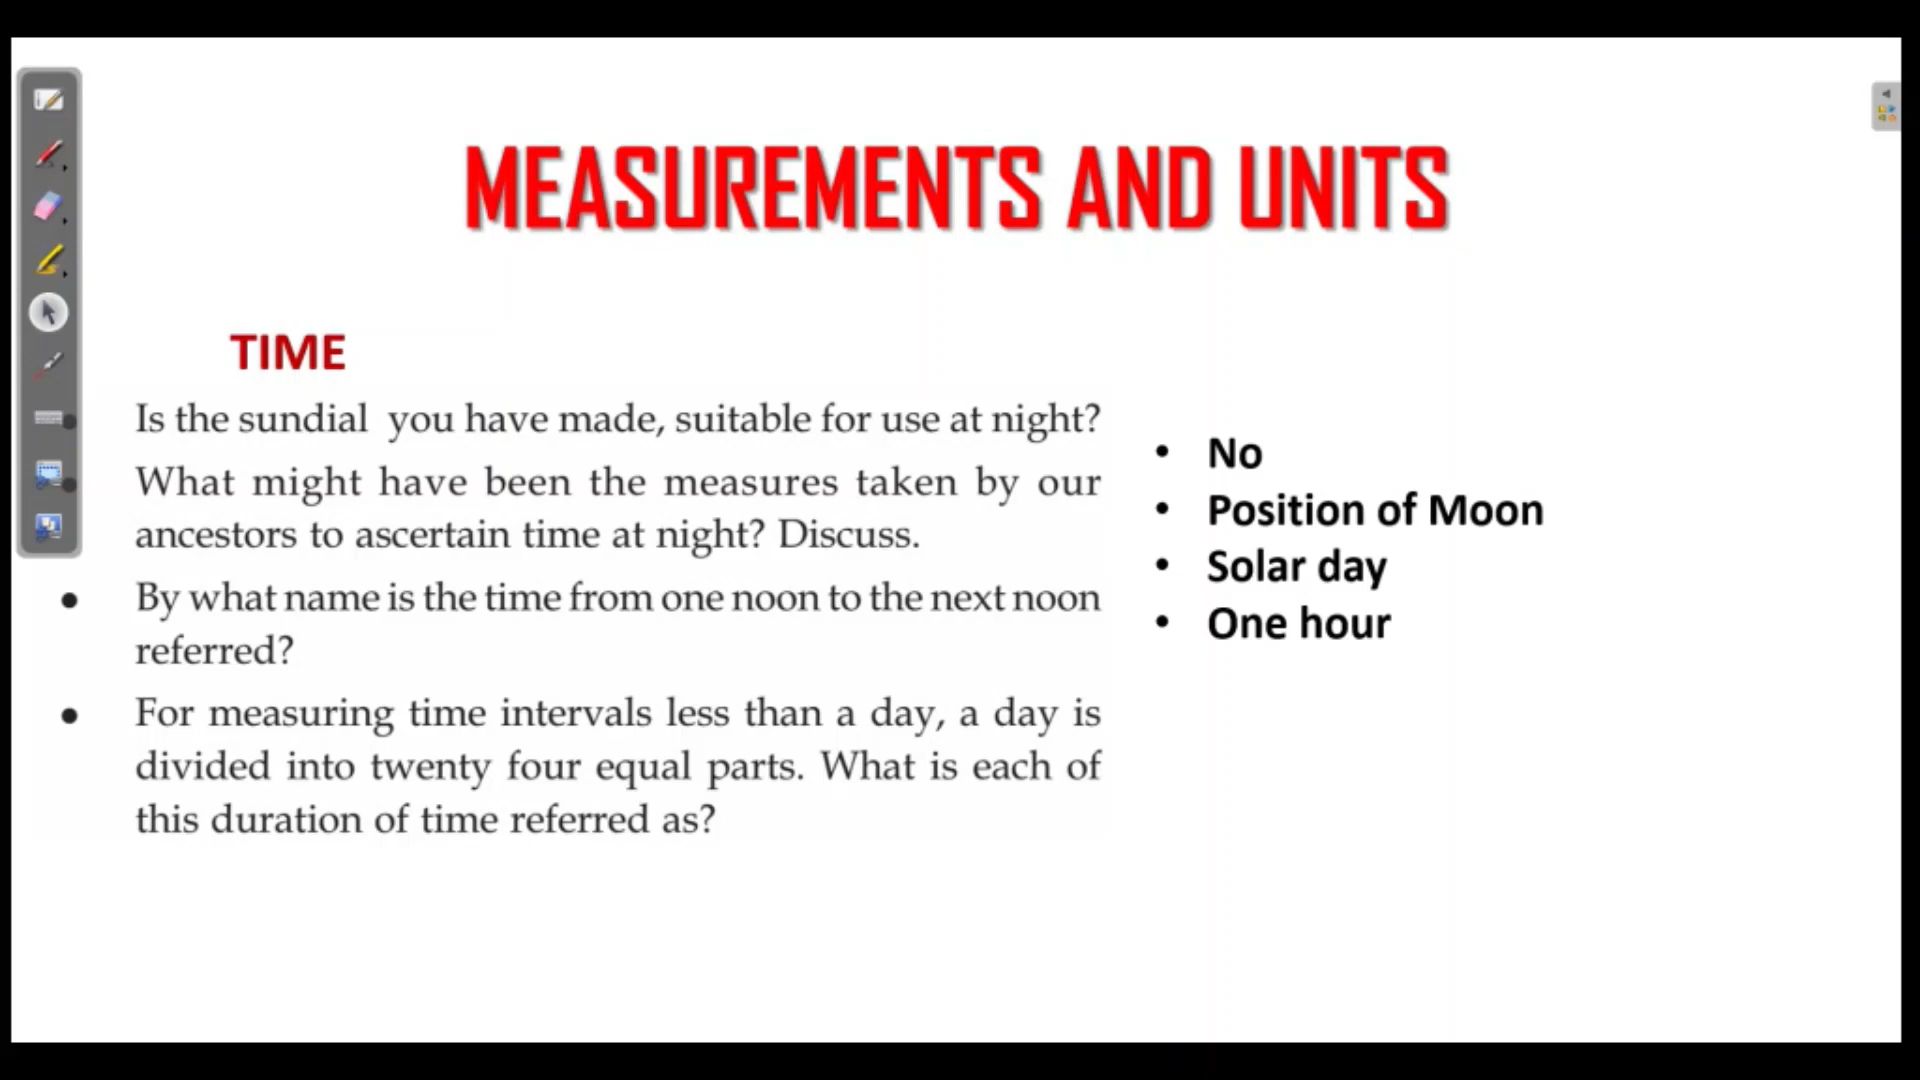 MEASUREMENTS AND UNITS
TIME
Is the sundial you have made, suitable for use at night?
What might have been the measures taken by our
ancestors to ascertain time at night? Discuss.
• By what name is the time from one noon to the next noon
referred?
• For measuring time intervals less than a day, a day is
divided into twenty four equal parts. What is each of
this duration of time referred as?
• No
• Position of Moon
• Solar day
• One hour